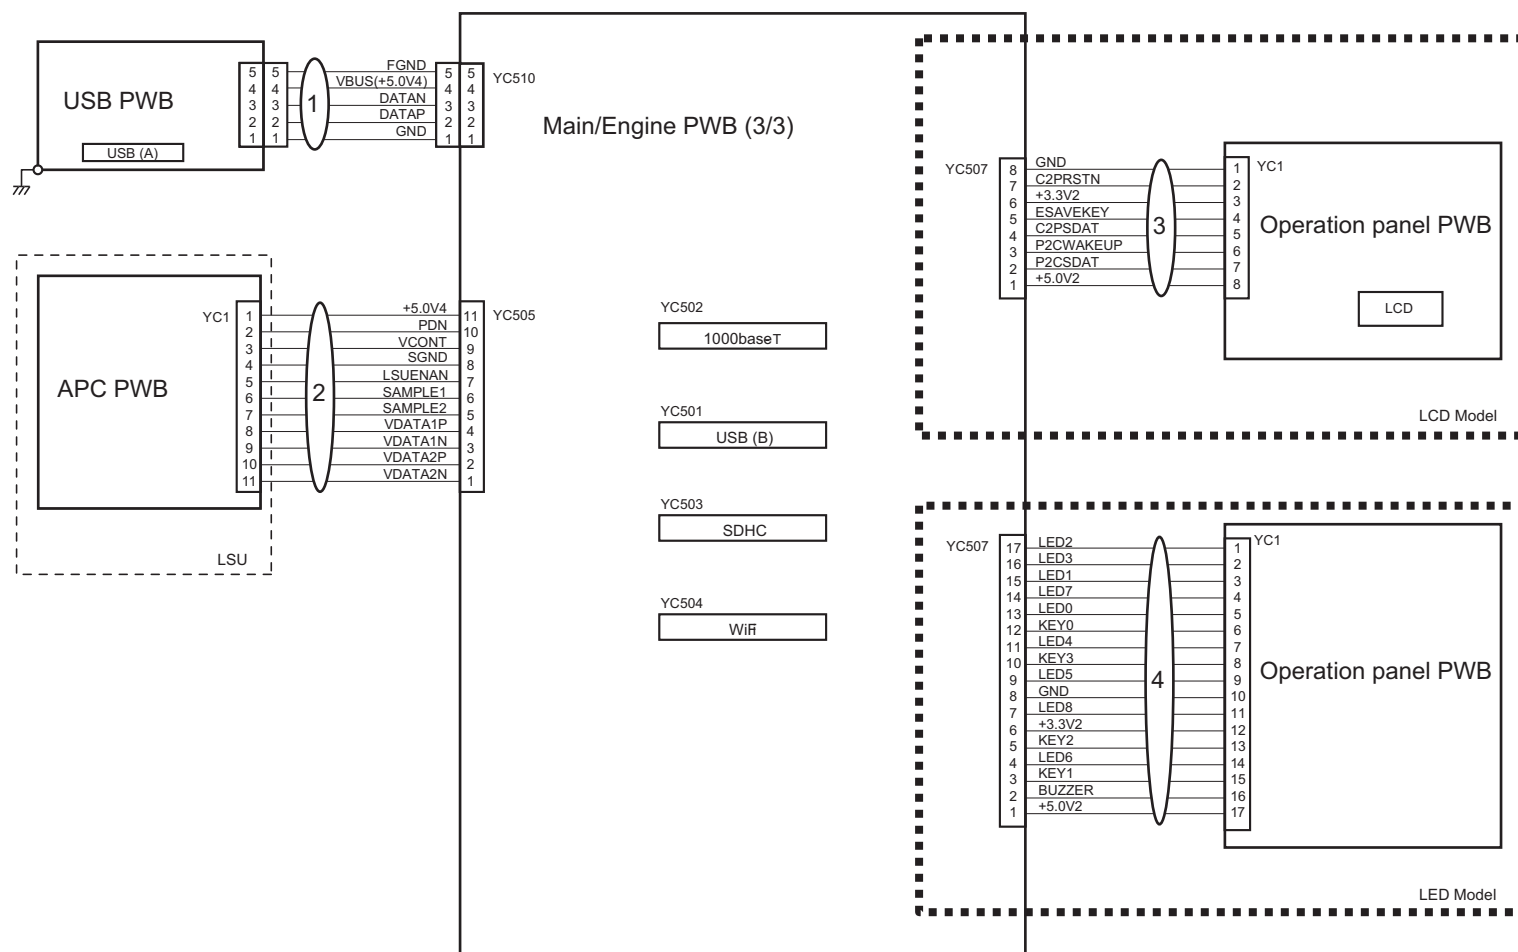 USB PWB
USB (A)
5 5 FGND 5 5 YC510
4 4 VBUS(+5.0V4) 4 4
3 3 DATAN 3 3
2 2 DATAP 2 2
1 1 GND 1 1
1
Main/Engine PWB (3/3)
APC PWB
LSU
YC1
YC505
1 +5.0V4 11
2 PDN 10
3 VCONT 9
4 SGND 8
5 LSUENAN 7
6 SAMPLE1 6
7 SAMPLE2 5
8 VDATA1P 4
9 VDATA1N 3
10 VDATA2P 2
11 VDATA2N 1
2
YC502
1000baseT
YC501
USB (B)
YC503
SDHC
YC504
WiFi
YC507
YC1
8 GND 1
7 C2PRSTN 2
6 +3.3V2 3
5 ESAVEKEY 4
4 C2PSDAT 5
3 P2CWAKEUP 6
2 P2CSDAT 7
1 +5.0V2 8
3
Operation panel PWB
LCD
LCD Model
YC507
YC1
17 LED2 1
16 LED3 2
15 LED1 3
14 LED7 4
13 LED0 5
12 KEY0 6
11 LED4 7
10 KEY3 8
9 LED5 9
8 GND 10
7 LED8 11
6 +3.3V2 12
5 KEY2 13
4 LED6 14
3 KEY1 15
2 BUZZER 16
1 +5.0V2 17
4
Operation panel PWB
LED Model